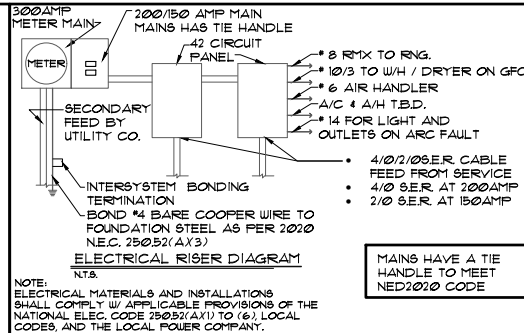 300AMP
METER MAIN
200/150 AMP MAIN
MAINS HAS TIE HANDLE
42 CIRCUIT
PANEL
METER
# 8 RMX TO RNG.
# 10/3 TO W/H / DRYER ON GFC
# 6 AIR HANDLER
A/C & A/H T.B.D.
# 14 FOR LIGHT AND
OUTLETS ON ARC FAULT
SECONDARY
FEED BY
UTILITY CO.
• 4/0/2/0S.E.R. CABLE
FEED FROM SERVICE
• 4/0 S.E.R. AT 200AMP
• 2/0 S.E.R. AT 150AMP
INTERSYSTEM BONDING
TERMINATION
BOND #4 BARE COOPER WIRE TO
FOUNDATION STEEL AS PER 2020
N.E.C. 250.52(A)(3)
ELECTRICAL RISER DIAGRAM
N.T.S.
MAINS HAVE A TIE
HANDLE TO MEET
NED2020 CODE
NOTE:
ELECTRICAL MATERIALS AND INSTALLATIONS
SHALL COMPLY W/ APPLICABLE PROVISIONS OF THE
NATIONAL ELEC. CODE 250.52(A)(1) TO (6), LOCAL
CODES, AND THE LOCAL POWER COMPANY.